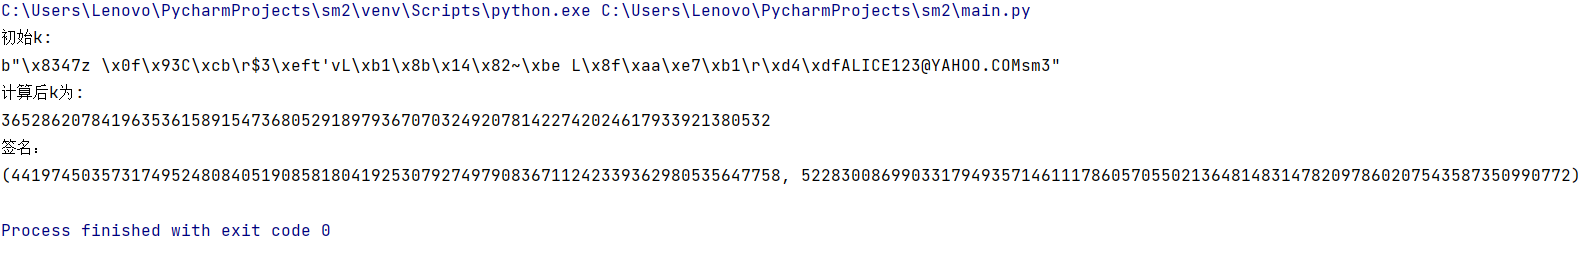 C:\Users\Lenovo\PycharmProjects\sm2\venv\Scripts\python.exe C:\Users\Lenovo\PycharmProjects\sm2\main.py
初始k:
b"\x8347z \x0f\x93C\xcb\r$3\xeft'vL\xb1\x8b\x14\x82~\xbe L\x8f\xaa\xe7\xb1\r\xd4\xdfALICE123@YAHOO.COMsm3"
计算后k为:
36528620784196353615891547368052918979367070324920781422742024617933921380532
签名：
(44197450357317495248084051908581804192530792749790836711242339362980535647758, 52283008699033179493571461117860570550213648148314782097860207543587350990772)
Process finished with exit code 0